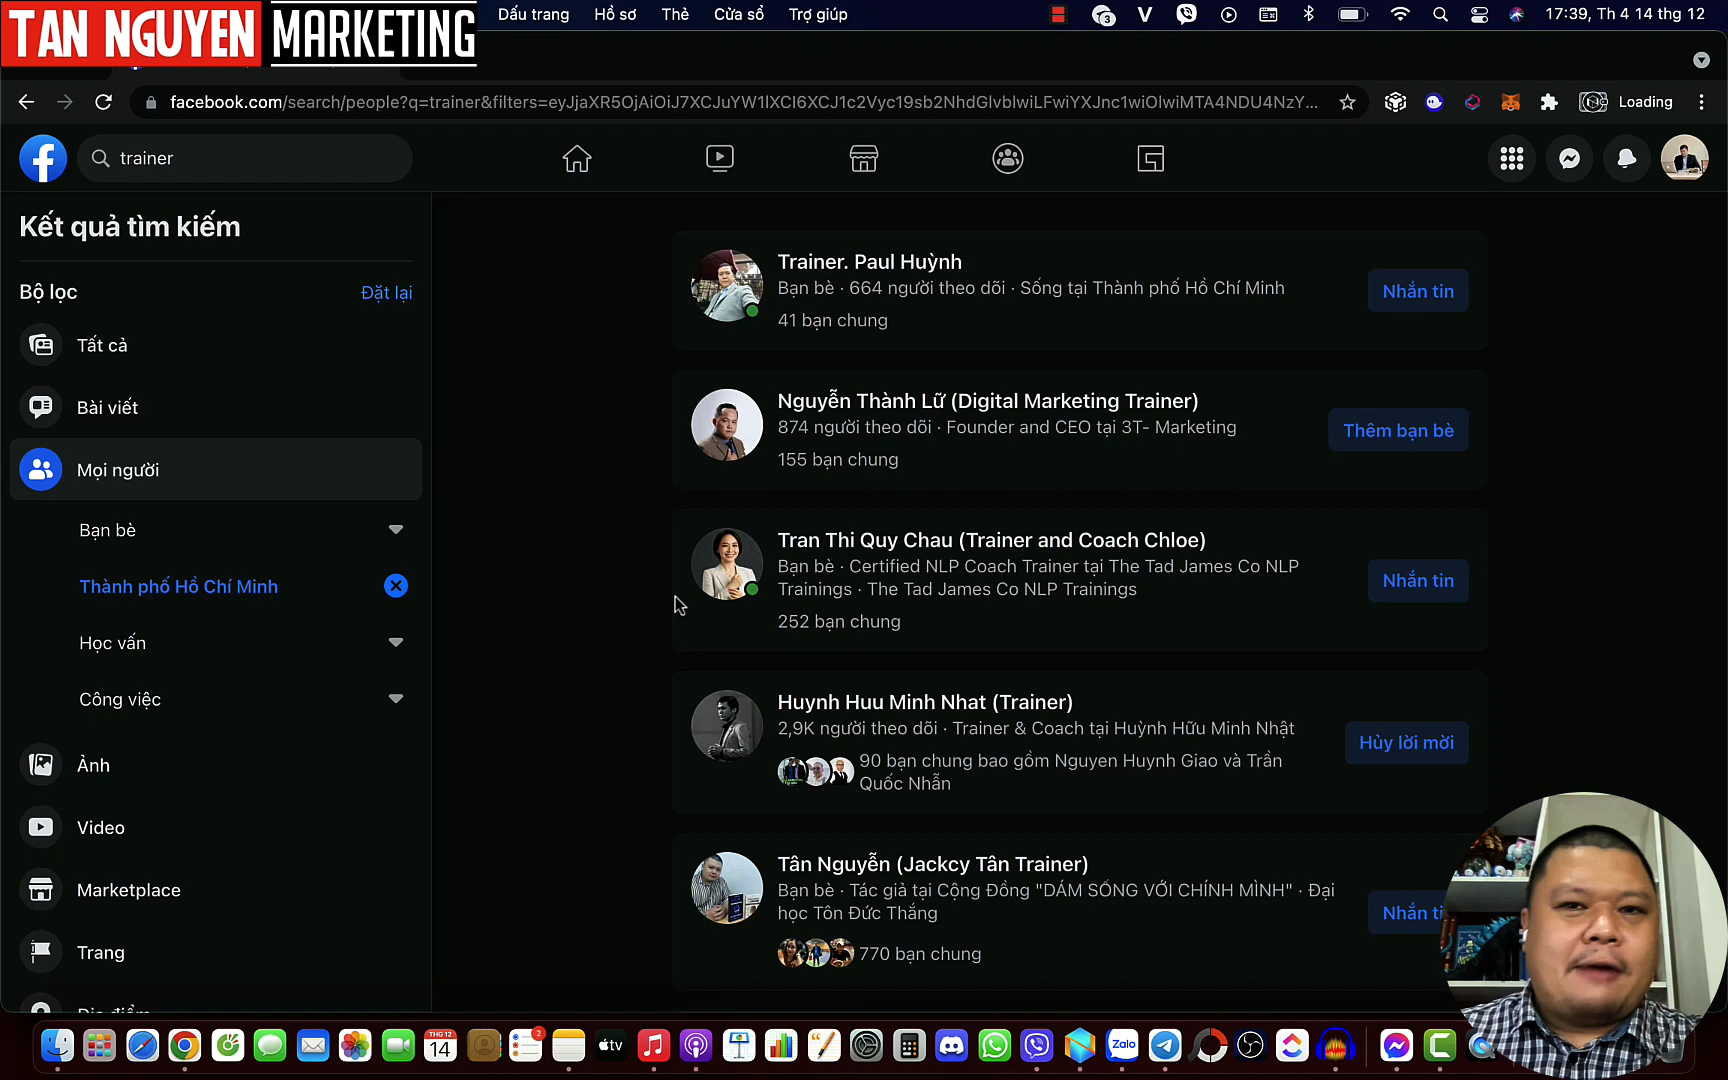 TAN NGUYEN MARKETING
Dấu trang Hồ sơ Thẻ Cửa sổ Trợ giúp
3
17:39, Th 4 14 thg 12
facebook.com/search/people?q=trainer&filters=eyJjaXR5OjAiOiJ7XCJuYW1lXCI6XCJ1c2Vyc19sb2NhdGlvblwiLFwiYXJnc1wiOlwiMTA4NDU4NzY...
Loading
trainer
Kết quả tìm kiếm
Bộ lọc
Đặt lại
Tất cả
Bài viết
Mọi người
Bạn bè
Thành phố Hồ Chí Minh
Học vấn
Công việc
Ảnh
Video
Marketplace
Trang
Trainer. Paul Huỳnh
Bạn bè · 664 người theo dõi · Sống tại Thành phố Hồ Chí Minh
41 bạn chung
Nhắn tin
Nguyễn Thành Lữ (Digital Marketing Trainer)
874 người theo dõi · Founder and CEO tại 3T- Marketing
155 bạn chung
Thêm bạn bè
Tran Thi Quy Chau (Trainer and Coach Chloe)
Bạn bè · Certified NLP Coach Trainer tại The Tad James Co NLP
Trainings · The Tad James Co NLP Trainings
252 bạn chung
Nhắn tin
Huynh Huu Minh Nhat (Trainer)
2,9K người theo dõi · Trainer & Coach tại Huỳnh Hữu Minh Nhật
90 bạn chung bao gồm Nguyen Huynh Giao và Trần
Quốc Nhẫn
Hủy lời mời
Tân Nguyễn (Jackcy Tân Trainer)
Bạn bè · Tác giả tại Cộng Đồng "DÁM SỐNG VỚI CHÍNH MÌNH" · Đại
học Tôn Đức Thắng
770 bạn chung
Nhắn
THG 12
14
2
tv
Zalo